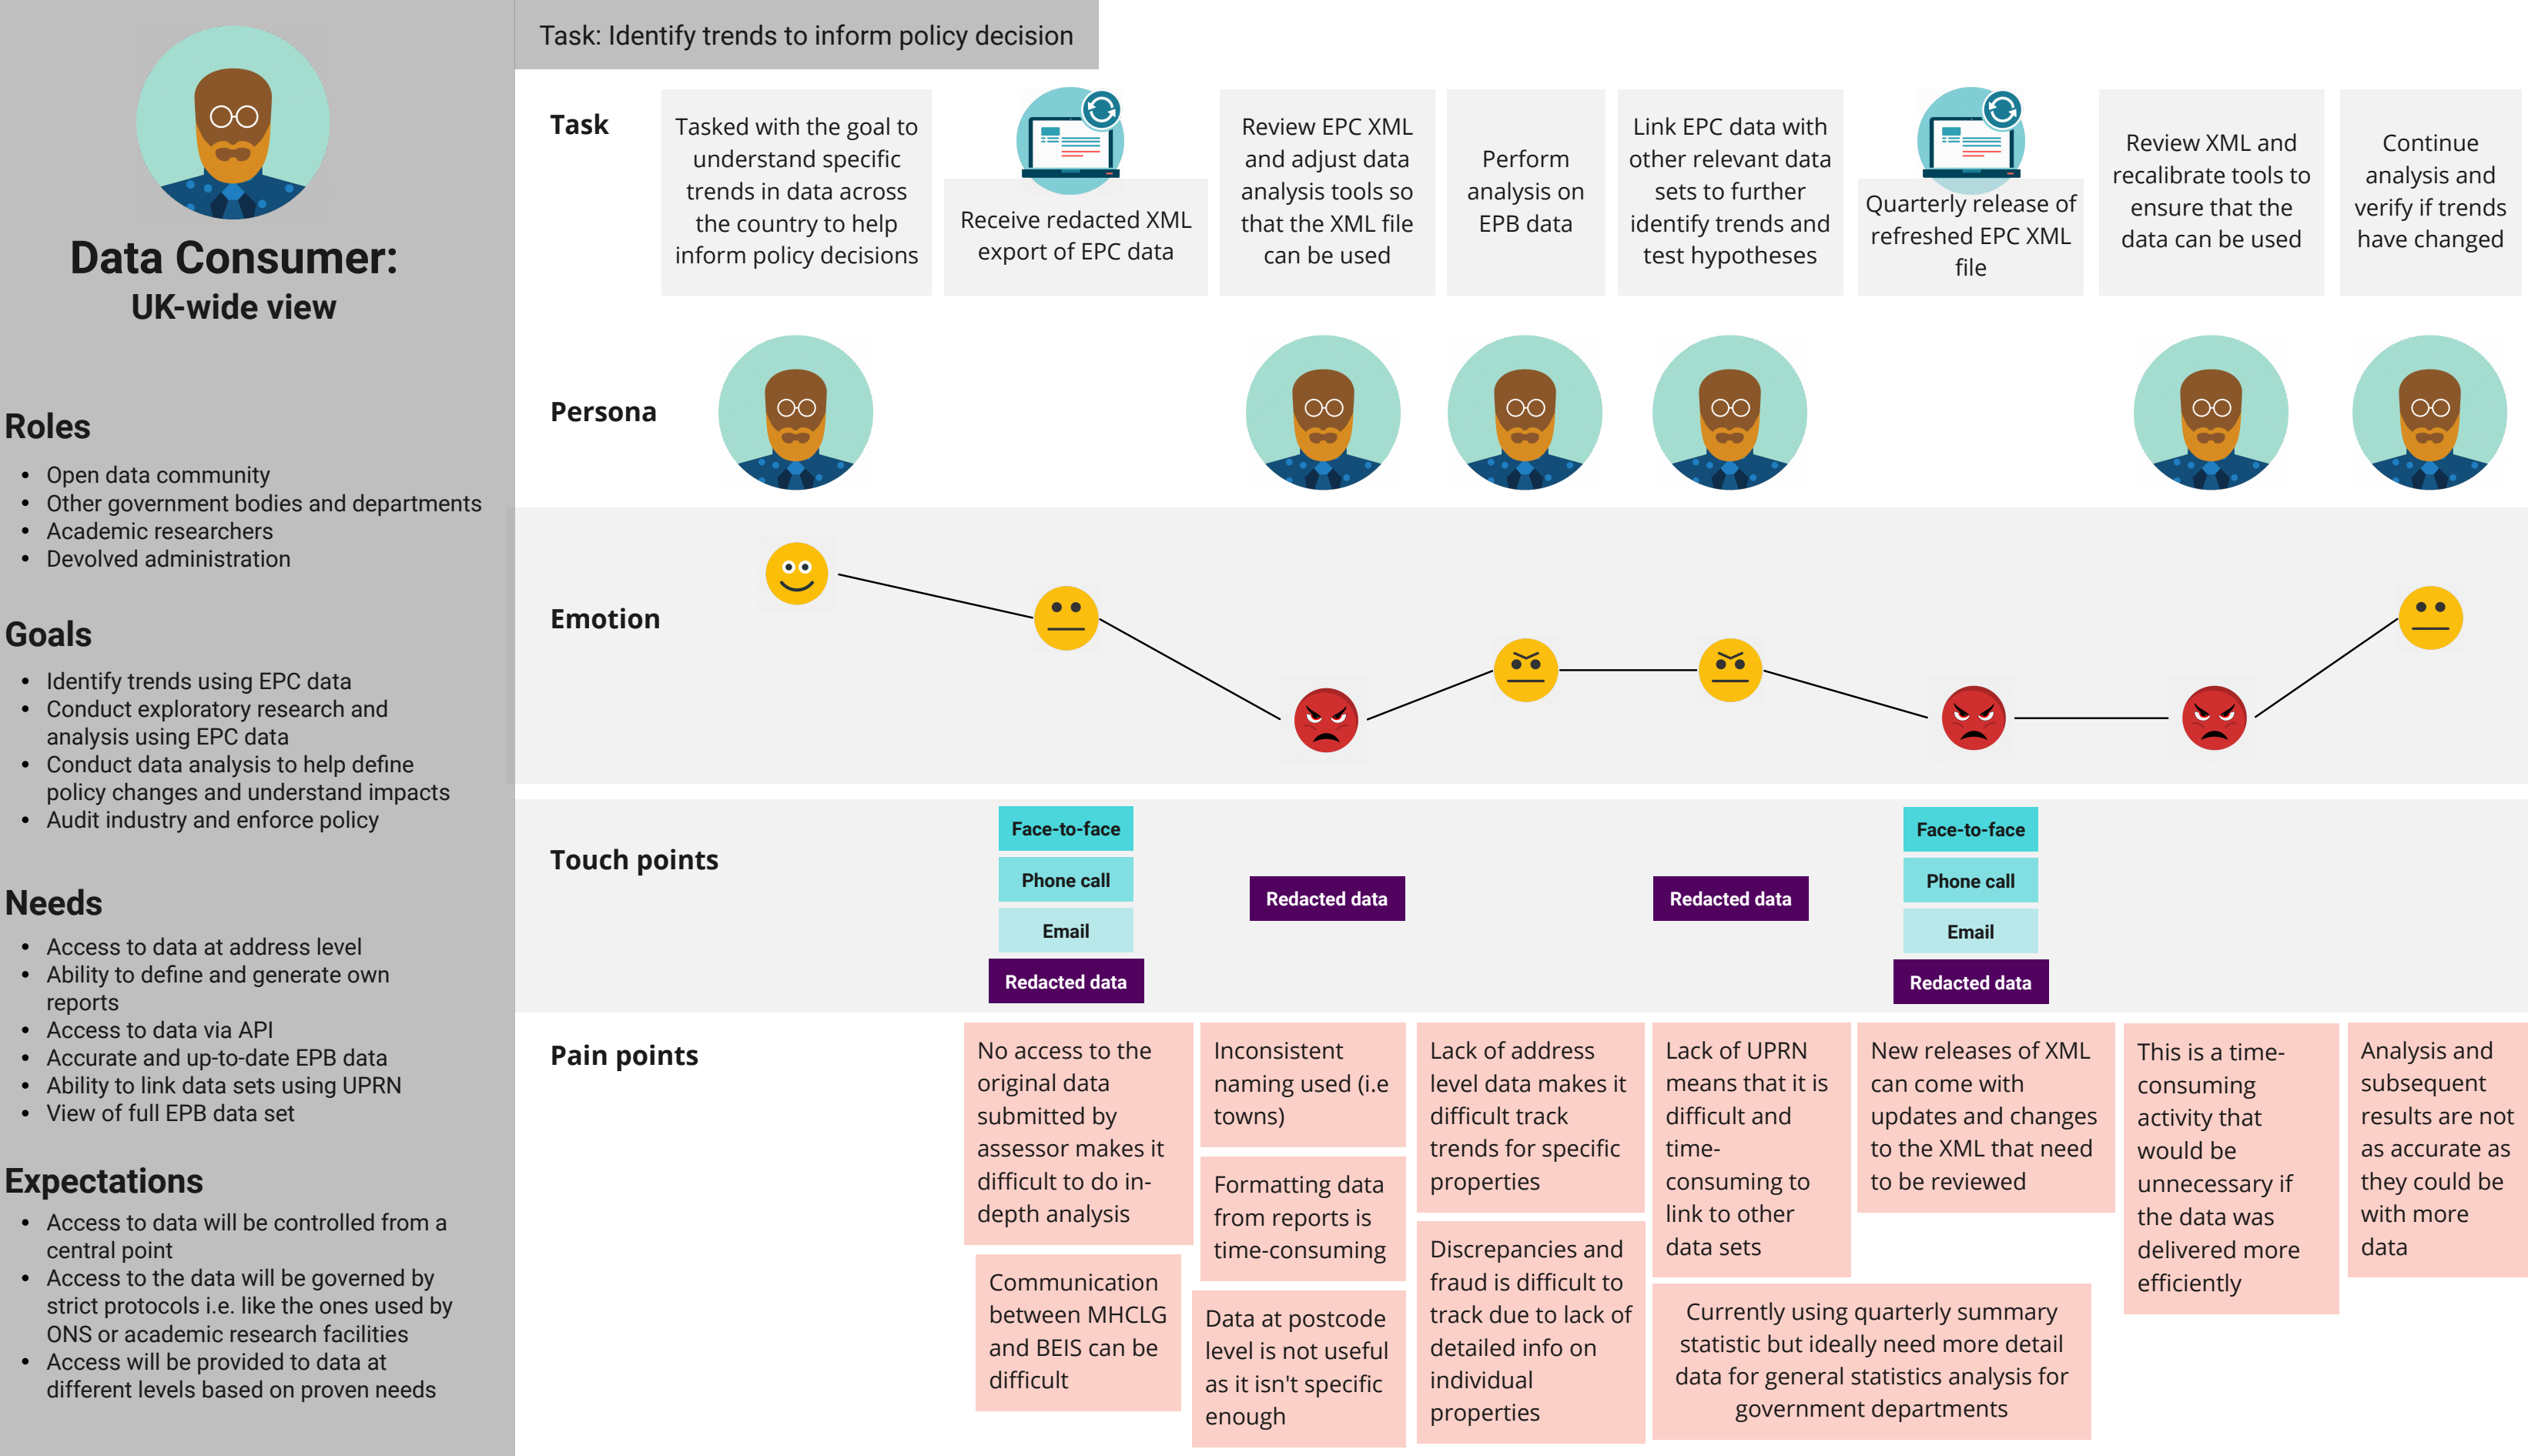 Data Consumer:
UK-wide view
Roles
• Open data community
• Other government bodies and departments
• Academic researchers
• Devolved administration
Goals
• Identify trends using EPC data
• Conduct exploratory research and
analysis using EPC data
• Conduct data analysis to help define
policy changes and understand impacts
• Audit industry and enforce policy
Needs
• Access to data at address level
• Ability to define and generate own
reports
• Access to data via API
• Accurate and up-to-date EPB data
• Ability to link data sets using UPRN
• View of full EPB data set
Expectations
• Access to data will be controlled from a
central point
• Access to the data will be governed by
strict protocols i.e. like the ones used by
ONS or academic research facilities
• Access will be provided to data at
different levels based on proven needs
Task: Identify trends to inform policy decision
Task
Tasked with the goal to
understand specific
trends in data across
the country to help
inform policy decisions
Receive redacted XML
export of EPC data
Review EPC XML
and adjust data
analysis tools so
that the XML file
can be used
Perform
analysis on
EPB data
Link EPC data with
other relevant data
sets to further
identify trends and
test hypotheses
Quarterly release of
refreshed EPC XML
file
Review XML and
recalibrate tools to
ensure that the
data can be used
Continue
analysis and
verify if trends
have changed
Persona
Emotion
Touch points
Face-to-face
Phone call
Email
Redacted data
Redacted data
Redacted data
Face-to-face
Phone call
Email
Redacted data
Pain points
No access to the
original data
submitted by
assessor makes it
difficult to do in-
depth analysis
Communication
between MHCLG
and BEIS can be
difficult
Inconsistent
naming used (i.e
towns)
Formatting data
from reports is
time-consuming
Data at postcode
level is not useful
as it isn't specific
enough
Lack of address
level data makes it
difficult track
trends for specific
properties
Discrepancies and
fraud is difficult to
track due to lack of
detailed info on
individual
properties
Lack of UPRN
means that it is
difficult and
time-
consuming to
link to other
data sets
New releases of XML
can come with
updates and changes
to the XML that need
to be reviewed
Currently using quarterly summary
statistic but ideally need more detail
data for general statistics analysis for
government departments
This is a time-
consuming
activity that
would be
unnecessary if
the data was
delivered more
efficiently
Analysis and
subsequent
results are not
as accurate as
they could be
with more
data